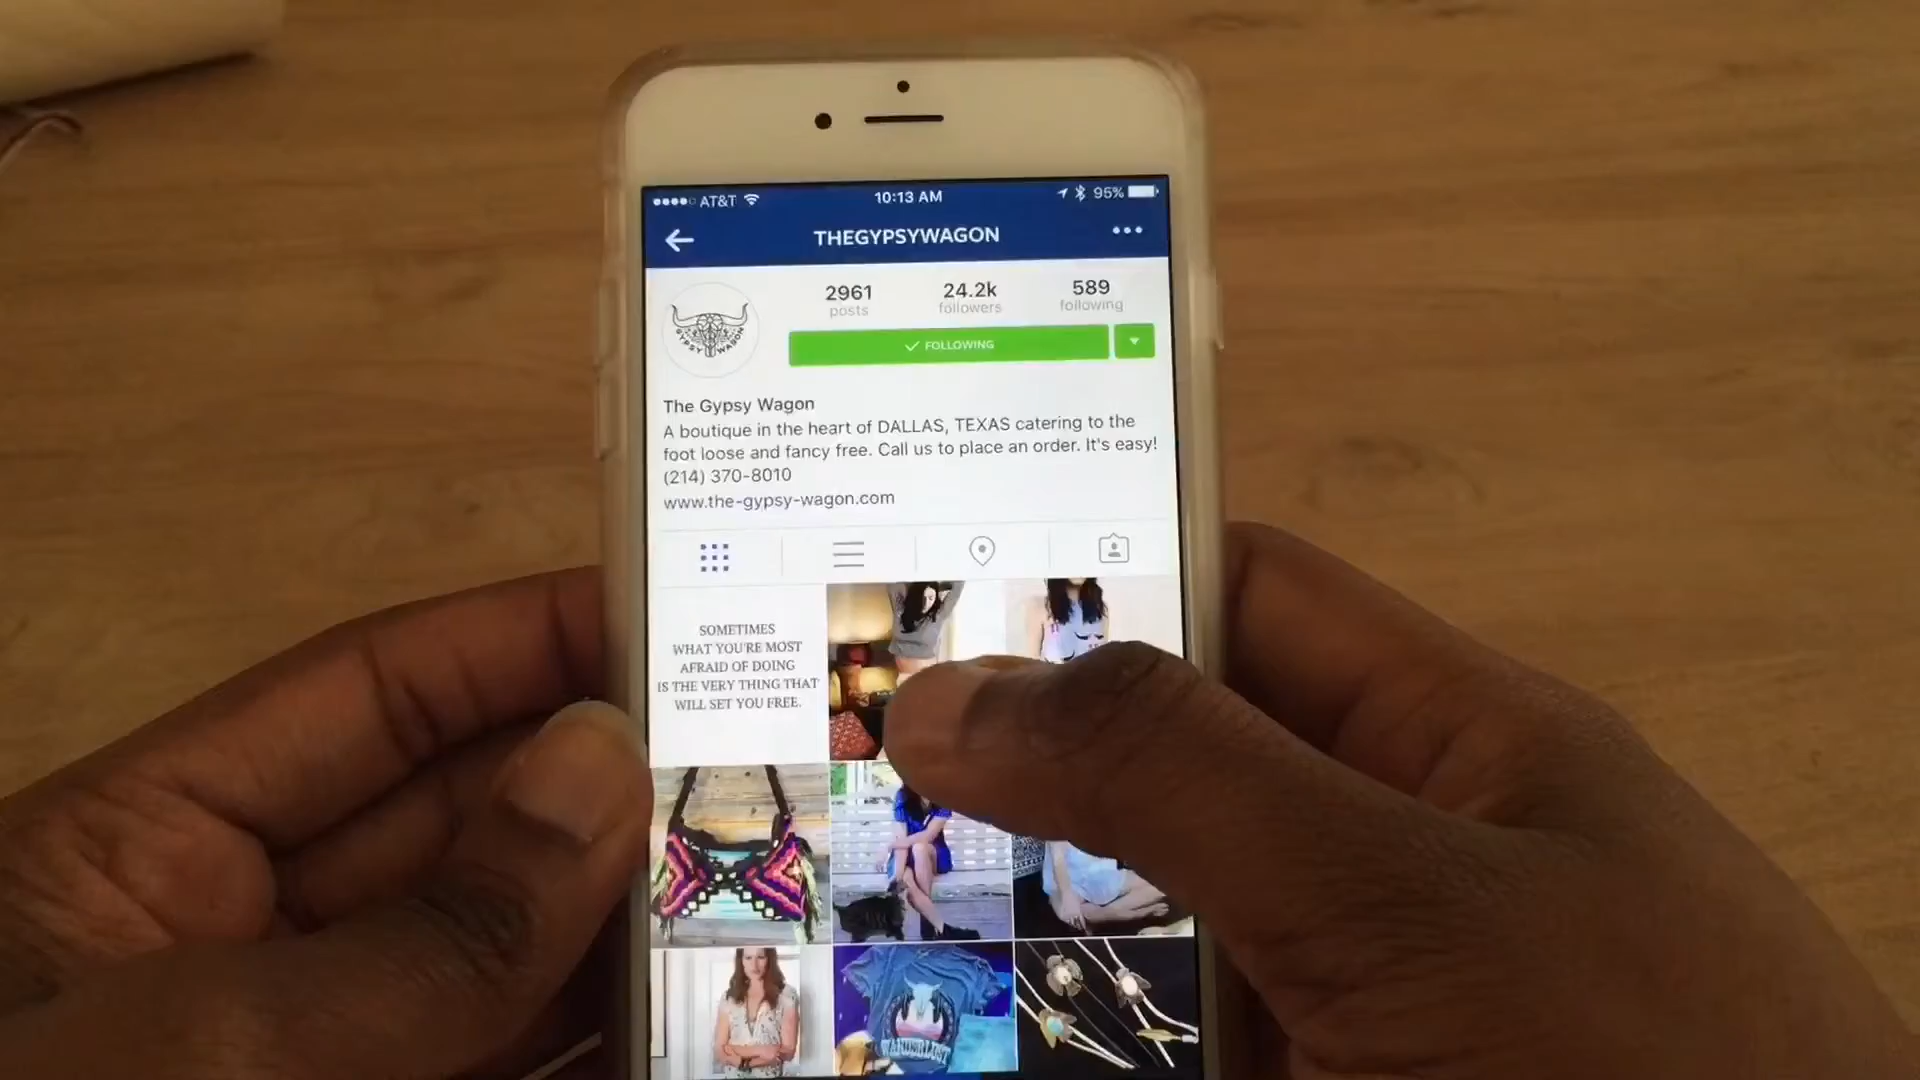 AT&T 10:13 AM 95%
THEGYPSYWAGON
2961 24.2k 589
posts followers following
FOLLOWING
GYPSY WAGON
The Gypsy Wagon
A boutique in the heart of DALLAS, TEXAS catering to the
foot loose and fancy free. Call us to place an order. It's easy!
(214) 370-8010
www.the-gypsy-wagon.com
SOMETIMES
WHAT YOU'RE MOST
AFRAID OF DOING
IS THE VERY THING THAT
WILL SET YOU FREE.
WANDERLUST